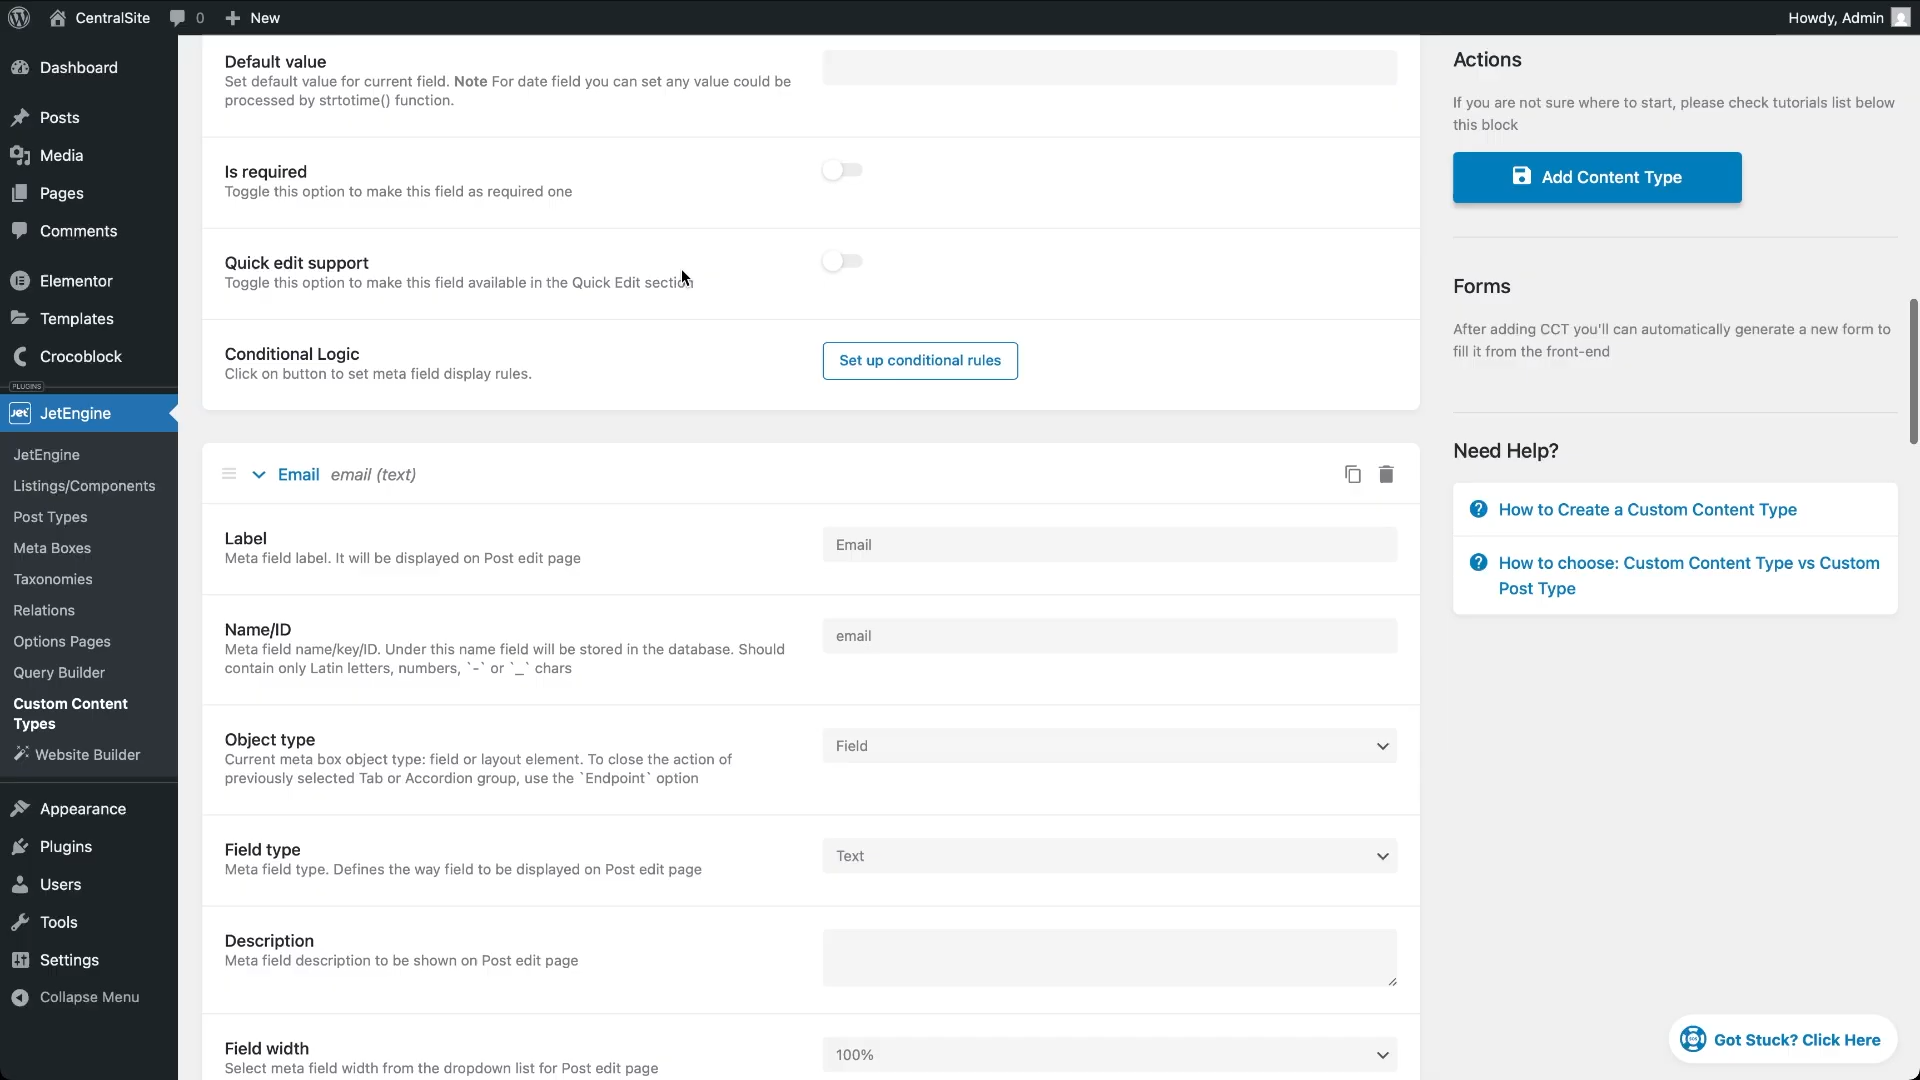 CentralSite
0
New
Howdy, Admin
Dashboard
Posts
Media
Pages
Comments
Elementor
Templates
Crocoblock
PLUGINS
Jet
JetEngine
JetEngine
Listings/Components
Post Types
Meta Boxes
Taxonomies
Relations
Options Pages
Query Builder
Custom Content
Types
Website Builder
Appearance
Plugins
Users
Tools
Settings
Collapse Menu
Default value
Set default value for current field. Note For date field you can set any value could be
processed by strtotime() function.
Is required
Toggle this option to make this field as required one
Quick edit support
Toggle this option to make this field available in the Quick Edit section
Conditional Logic
Click on button to set meta field display rules.
Set up conditional rules
Email email (text)
Label
Meta field label. It will be displayed on Post edit page
Email
Name/ID
Meta field name/key/ID. Under this name field will be stored in the database. Should
contain only Latin letters, numbers, `-` or `_` chars
email
Object type
Current meta box object type: field or layout element. To close the action of
previously selected Tab or Accordion group, use the `Endpoint` option
Field
Field type
Meta field type. Defines the way field to be displayed on Post edit page
Text
Description
Meta field description to be shown on Post edit page
Field width
Select meta field width from the dropdown list for Post edit page
100%
Actions
If you are not sure where to start, please check tutorials list below
this block
Add Content Type
Forms
After adding CCT you'll can automatically generate a new form to
fill it from the front-end
Need Help?
How to Create a Custom Content Type
How to choose: Custom Content Type vs Custom
Post Type
Got Stuck? Click Here